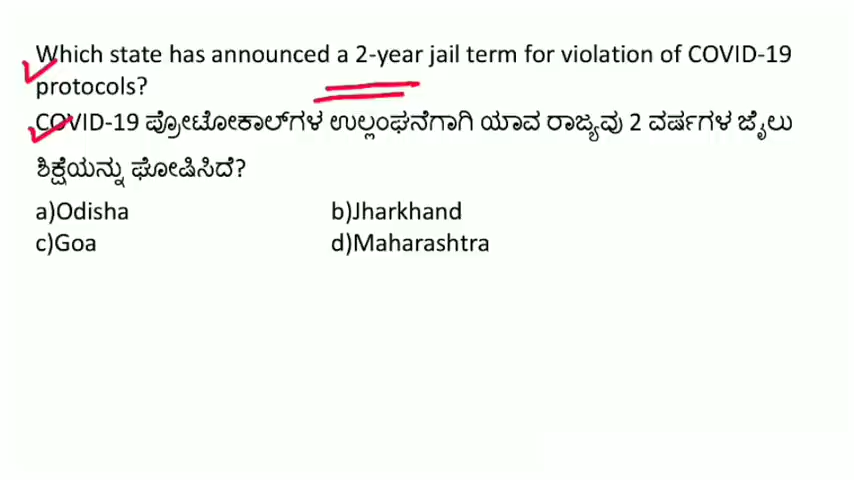 Which state has announced a 2-year jail term for violation of COVID-19
protocols?
COVID-19 ಪ್ರೋಟೋಕಾಲ್‌ಗಳ ಉಲ್ಲಂಘನೆಗಾಗಿ ಯಾವ ರಾಜ್ಯವು 2 ವರ್ಷಗಳ ಜೈಲು
ಶಿಕ್ಷೆಯನ್ನು ಘೋಷಿಸಿದೆ?
a)Odisha b)Jharkhand
c)Goa d)Maharashtra